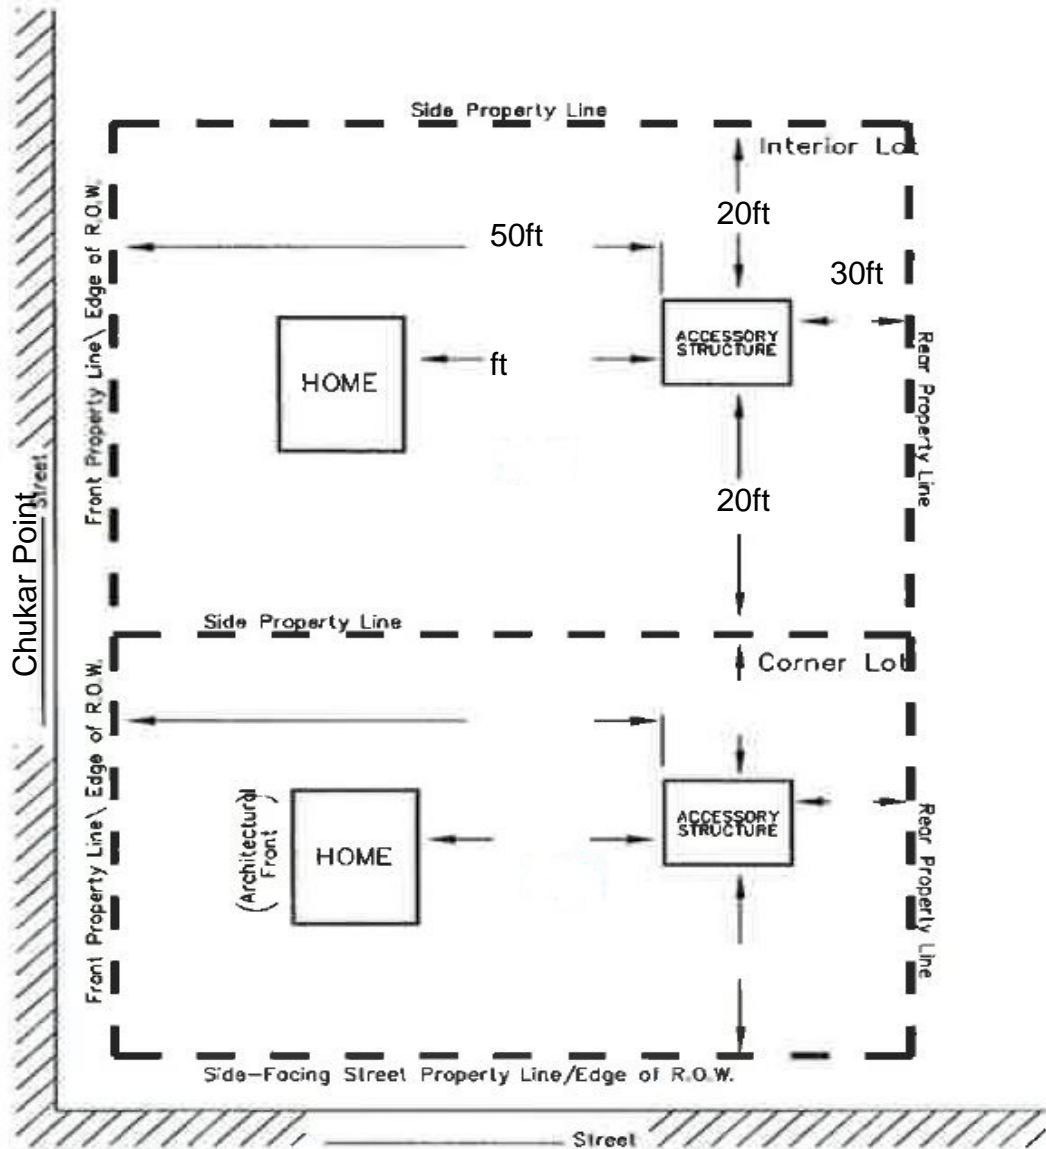 Side Property Line
Interior Lot
20ft
50ft
30ft
Front Property Line\ Edge of R.O.W.
ACCESSORY
STRUCTURE
HOME
ft
Rear Property Line
20ft
Chukar Point
Street
Side Property Line
Corner Lot
Front Property Line\ Edge of R.O.W.
(Architectural
Front)
HOME
ACCESSORY
STRUCTURE
Rear Property Line
Side-Facing Street Property Line/Edge of R.O.W.
Street